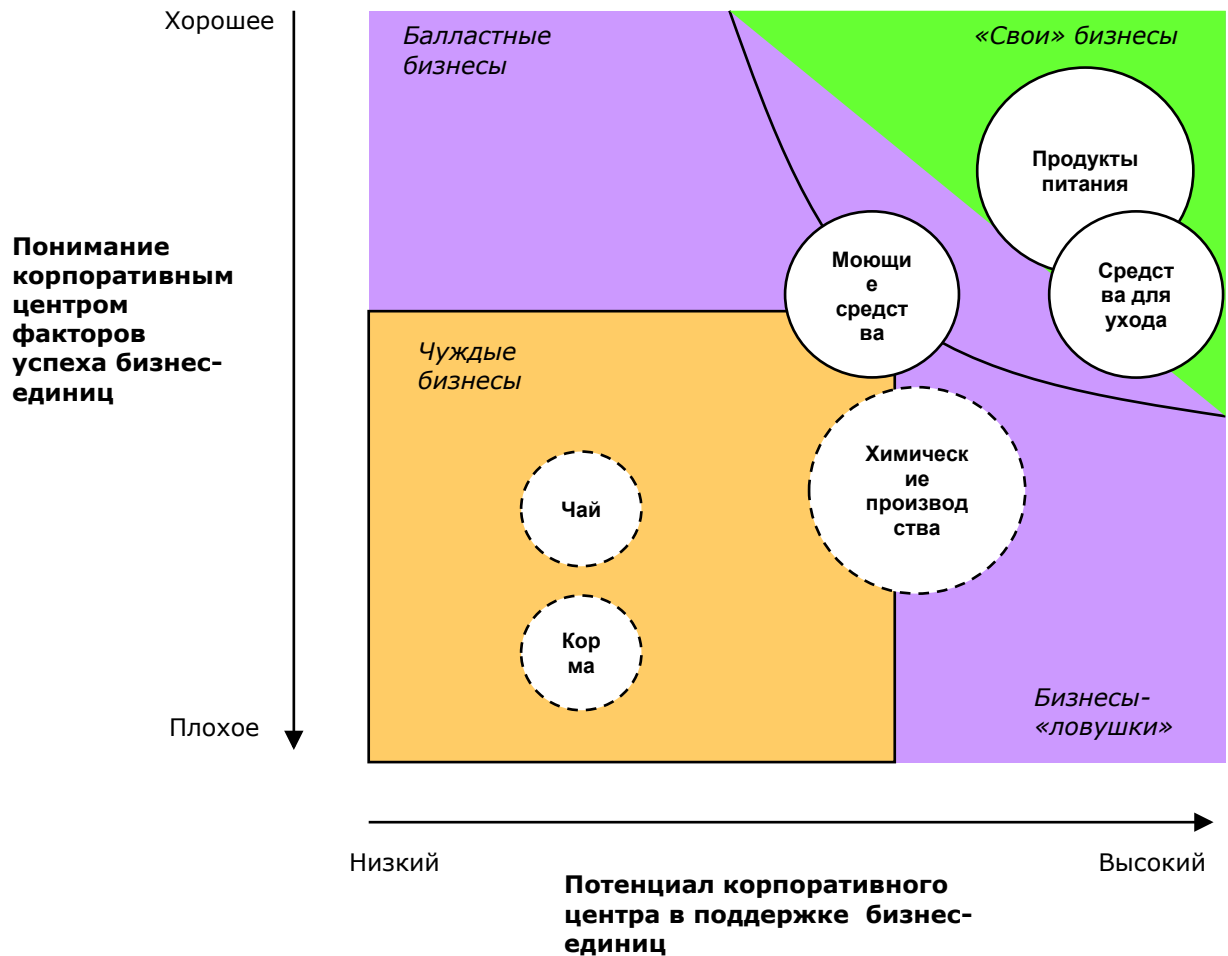 Хорошее
Балластные
бизнесы
«Свои» бизнесы
Продукты
питания
Понимание
корпоративным
центром
факторов
успеха бизнес-
единиц
Моющи
е
средст
ва
Средст
ва для
ухода
Чуждые
бизнесы
Химическ
ие
производ
ства
Чай
Кор
ма
Плохое
Бизнесы-
«ловушки»
Низкий
Высокий
Потенциал корпоративного
центра в поддержке бизнес-
единиц